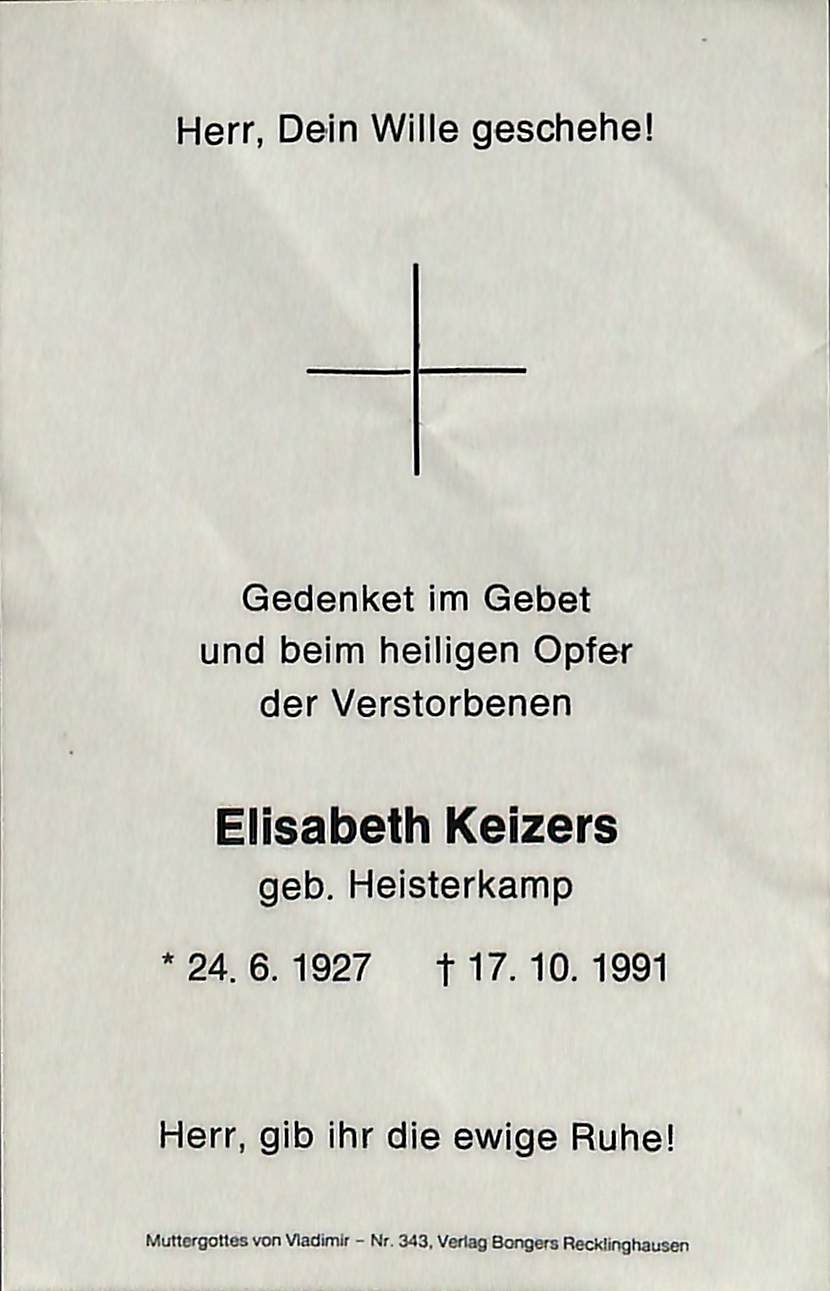 Herr, Dein Wille geschehe!
Gedenket im Gebet
und beim heiligen Opfer
der Verstorbenen
Elisabeth Keizers
geb. Heisterkamp
* 24. 6. 1927 † 17. 10. 1991
Herr, gib ihr die ewige Ruhe!
Muttergottes von Vladimir – Nr. 343, Verlag Bongers Recklinghausen